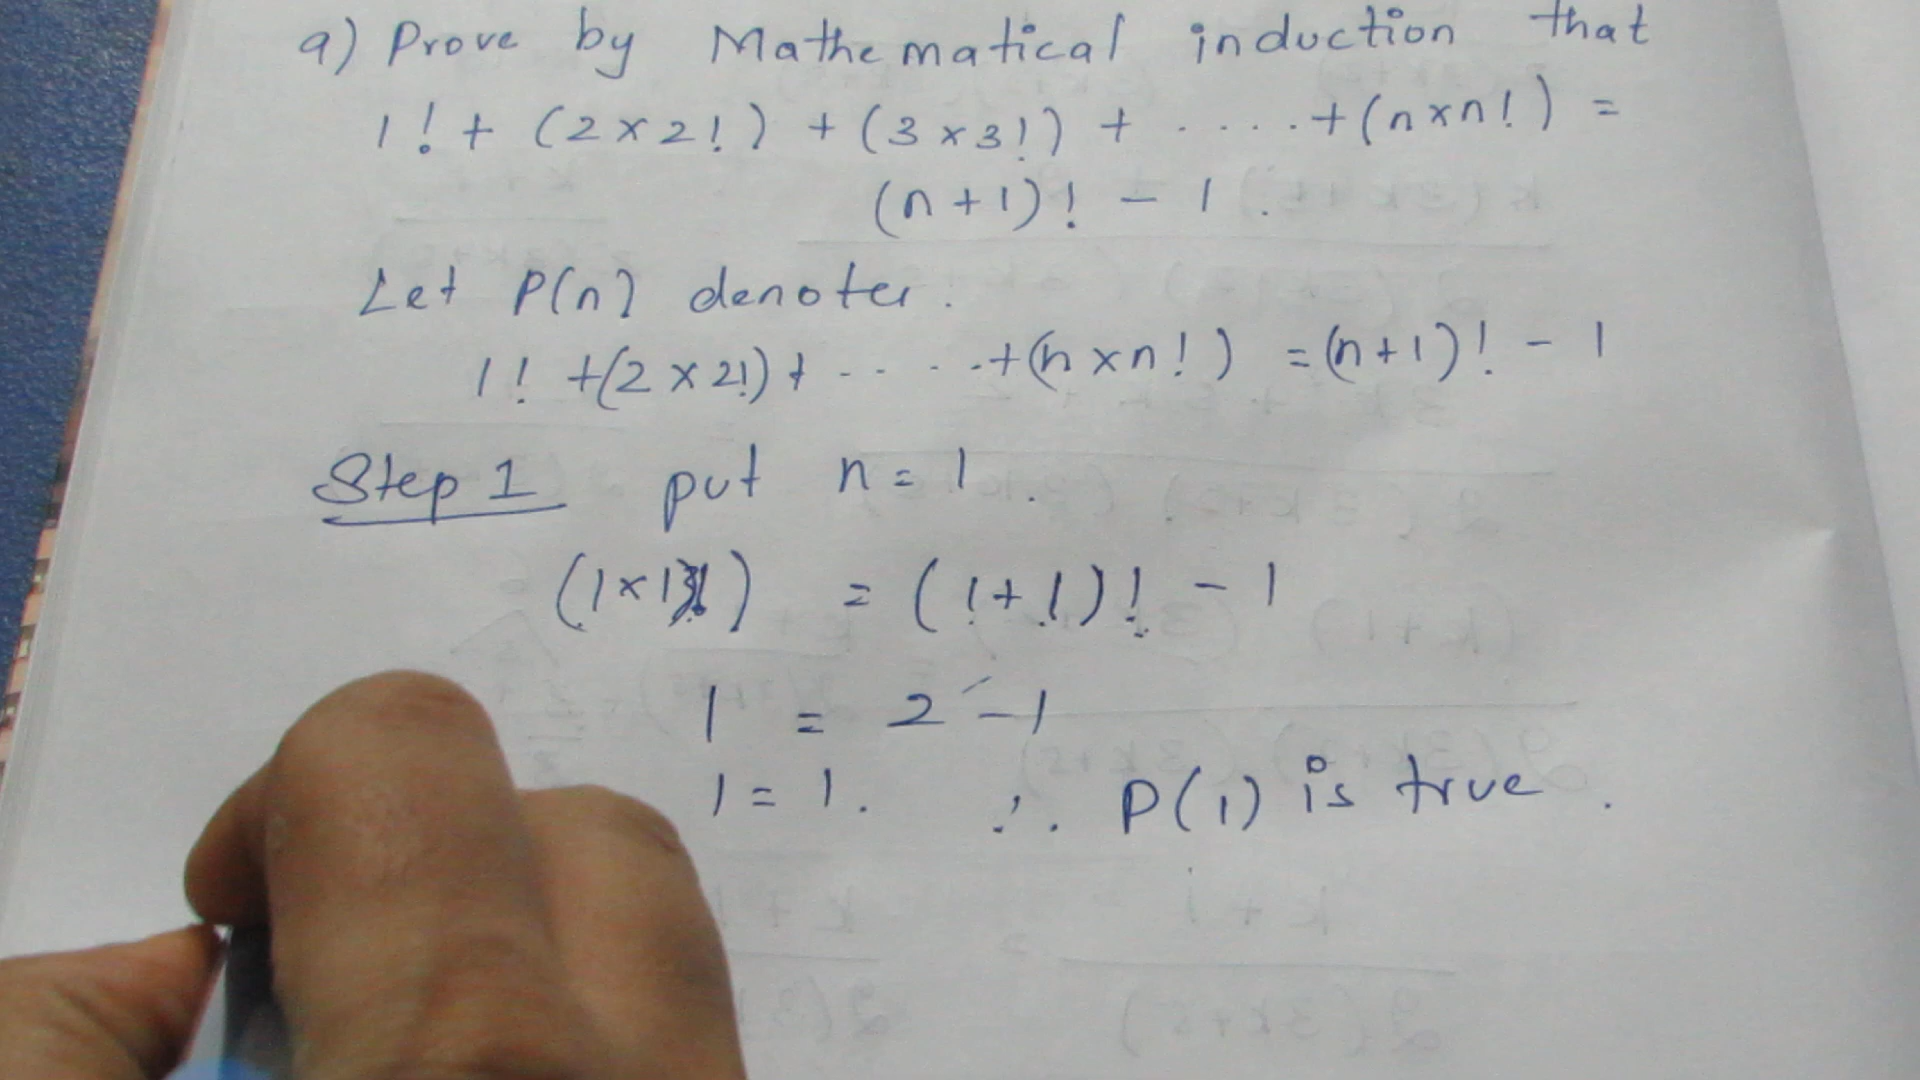 9) Prove by Mathematical induction that
1! + (2 × 2!) + (3 × 3!) + ..... + (n × n!) =
(n+1)! - 1.
Let P(n) denotes.
1! + (2 × 2!) + ..... + (n × n!) = (n+1)! - 1
Step 1 put n = 1.
(1 × 1!) = (1+1)! - 1
1 = 2 - 1
1 = 1. ∴ P(1) is true.